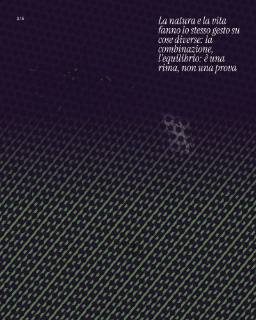 2/6
La natura e la vita
fanno lo stesso gesto su
cose diverse: la
combinazione,
l'equilibrio: è una
rima, non una prova